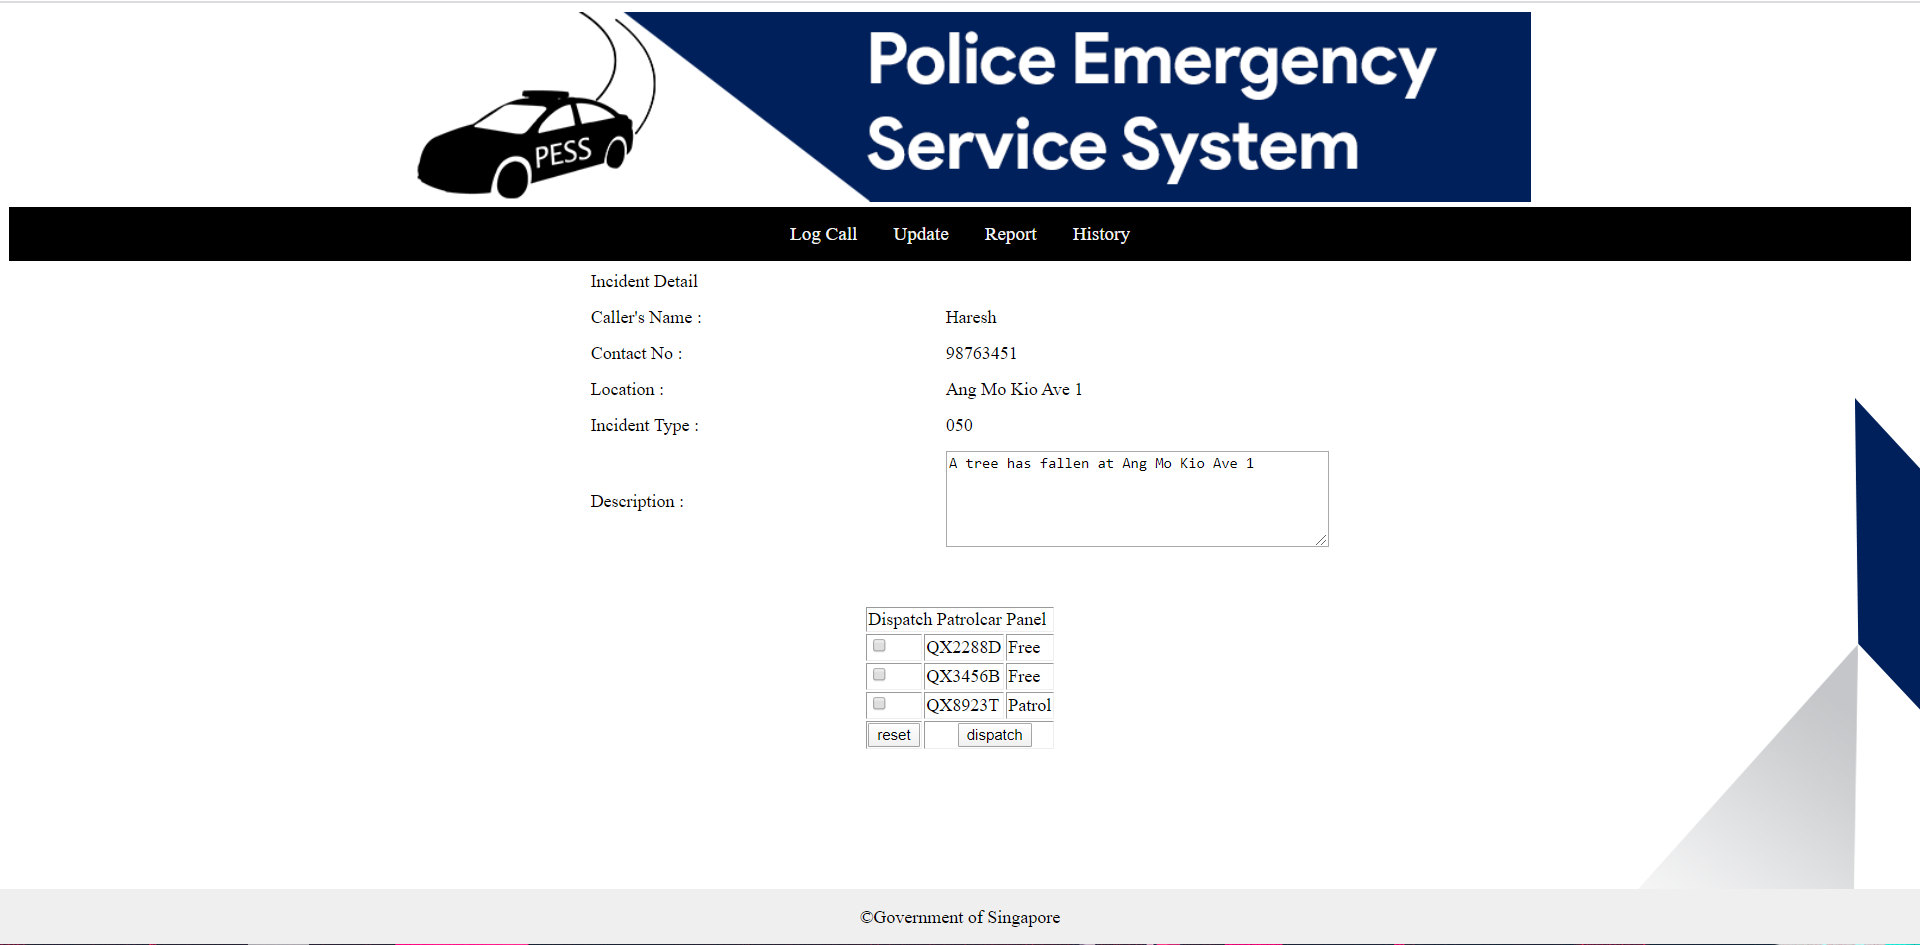 Police Emergency
Service System
PESS
Log Call Update Report History
Incident Detail
Caller's Name : Haresh
Contact No : 98763451
Location : Ang Mo Kio Ave 1
Incident Type : 050
Description : A tree has fallen at Ang Mo Kio Ave 1
Dispatch Patrolcar Panel
QX2288D Free
QX3456B Free
QX8923T Patrol
reset dispatch
©Government of Singapore